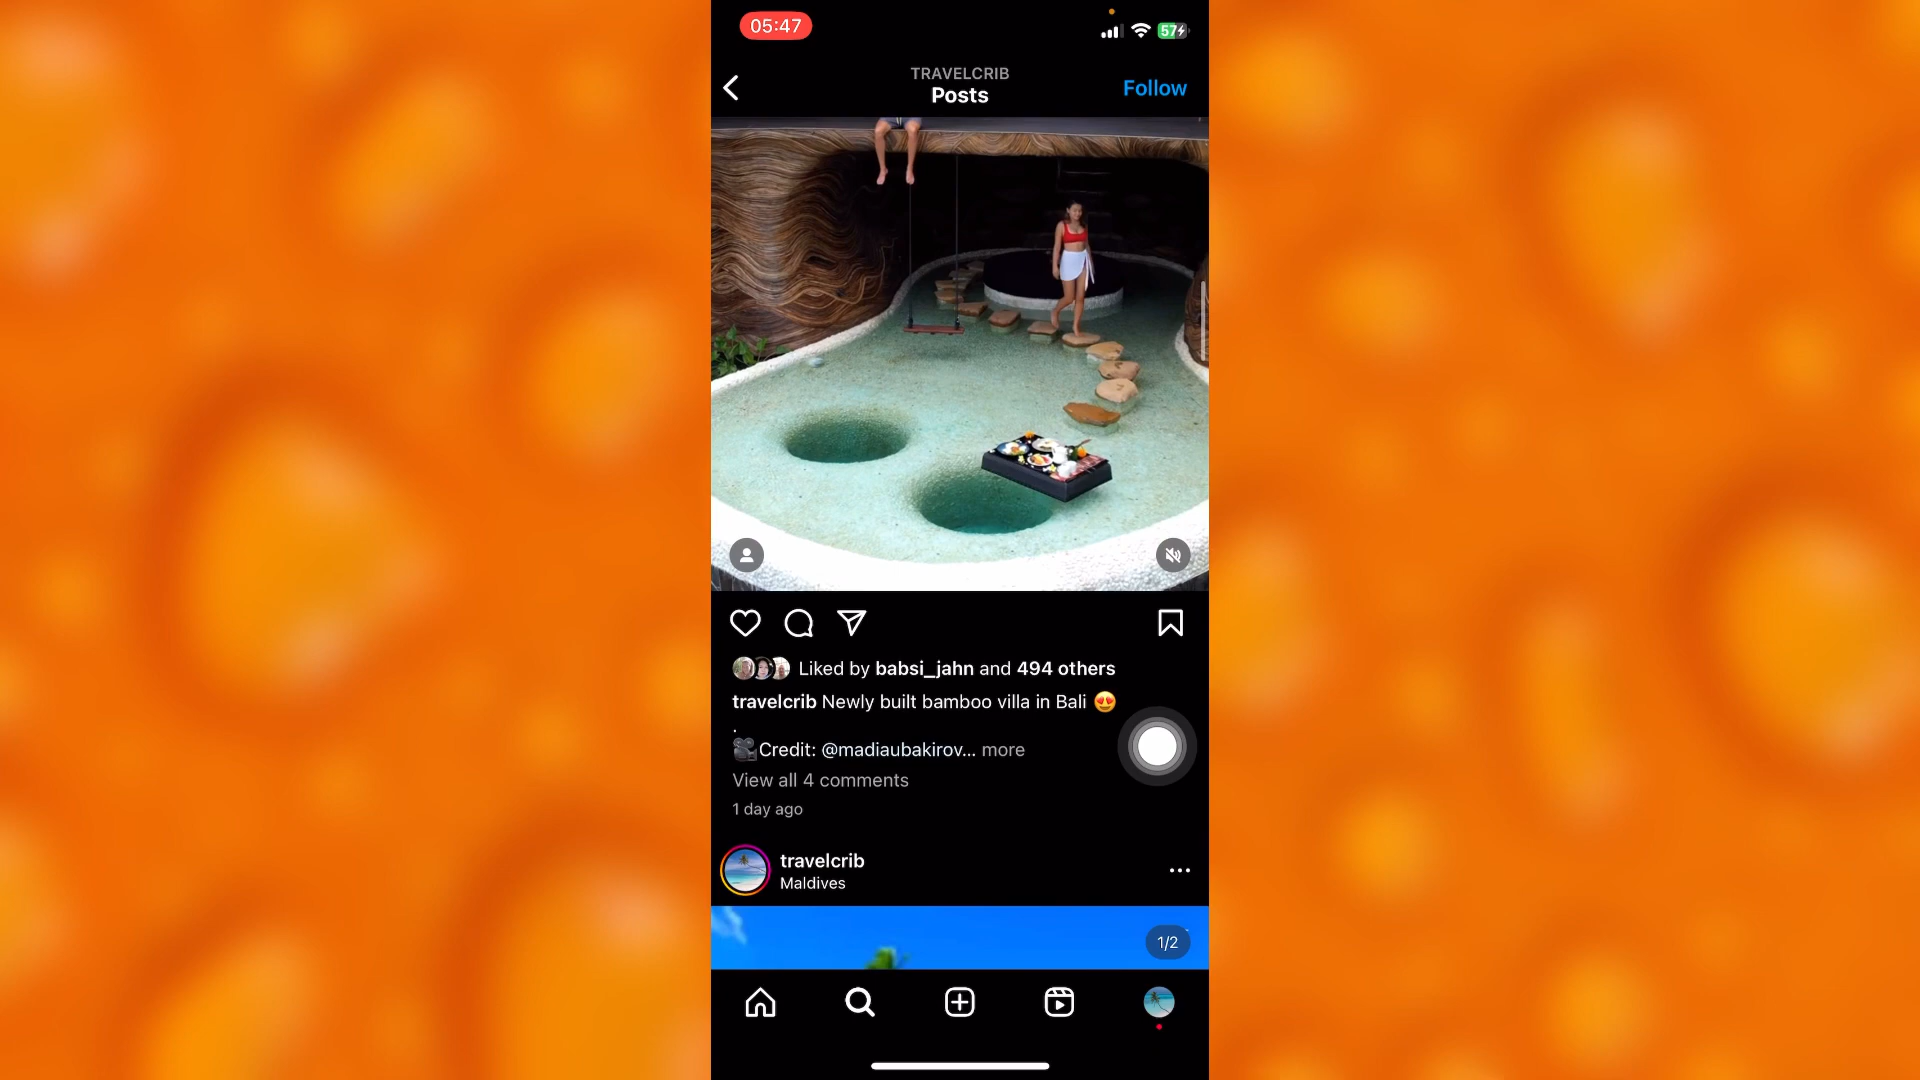 05:47
57
TRAVELCRIB
Posts
Follow
Liked by babsi_jahn and 494 others
travelcrib Newly built bamboo villa in Bali 😍
.
🎥Credit: @madiaubakirov... more
View all 4 comments
1 day ago
travelcrib
Maldives
1/2